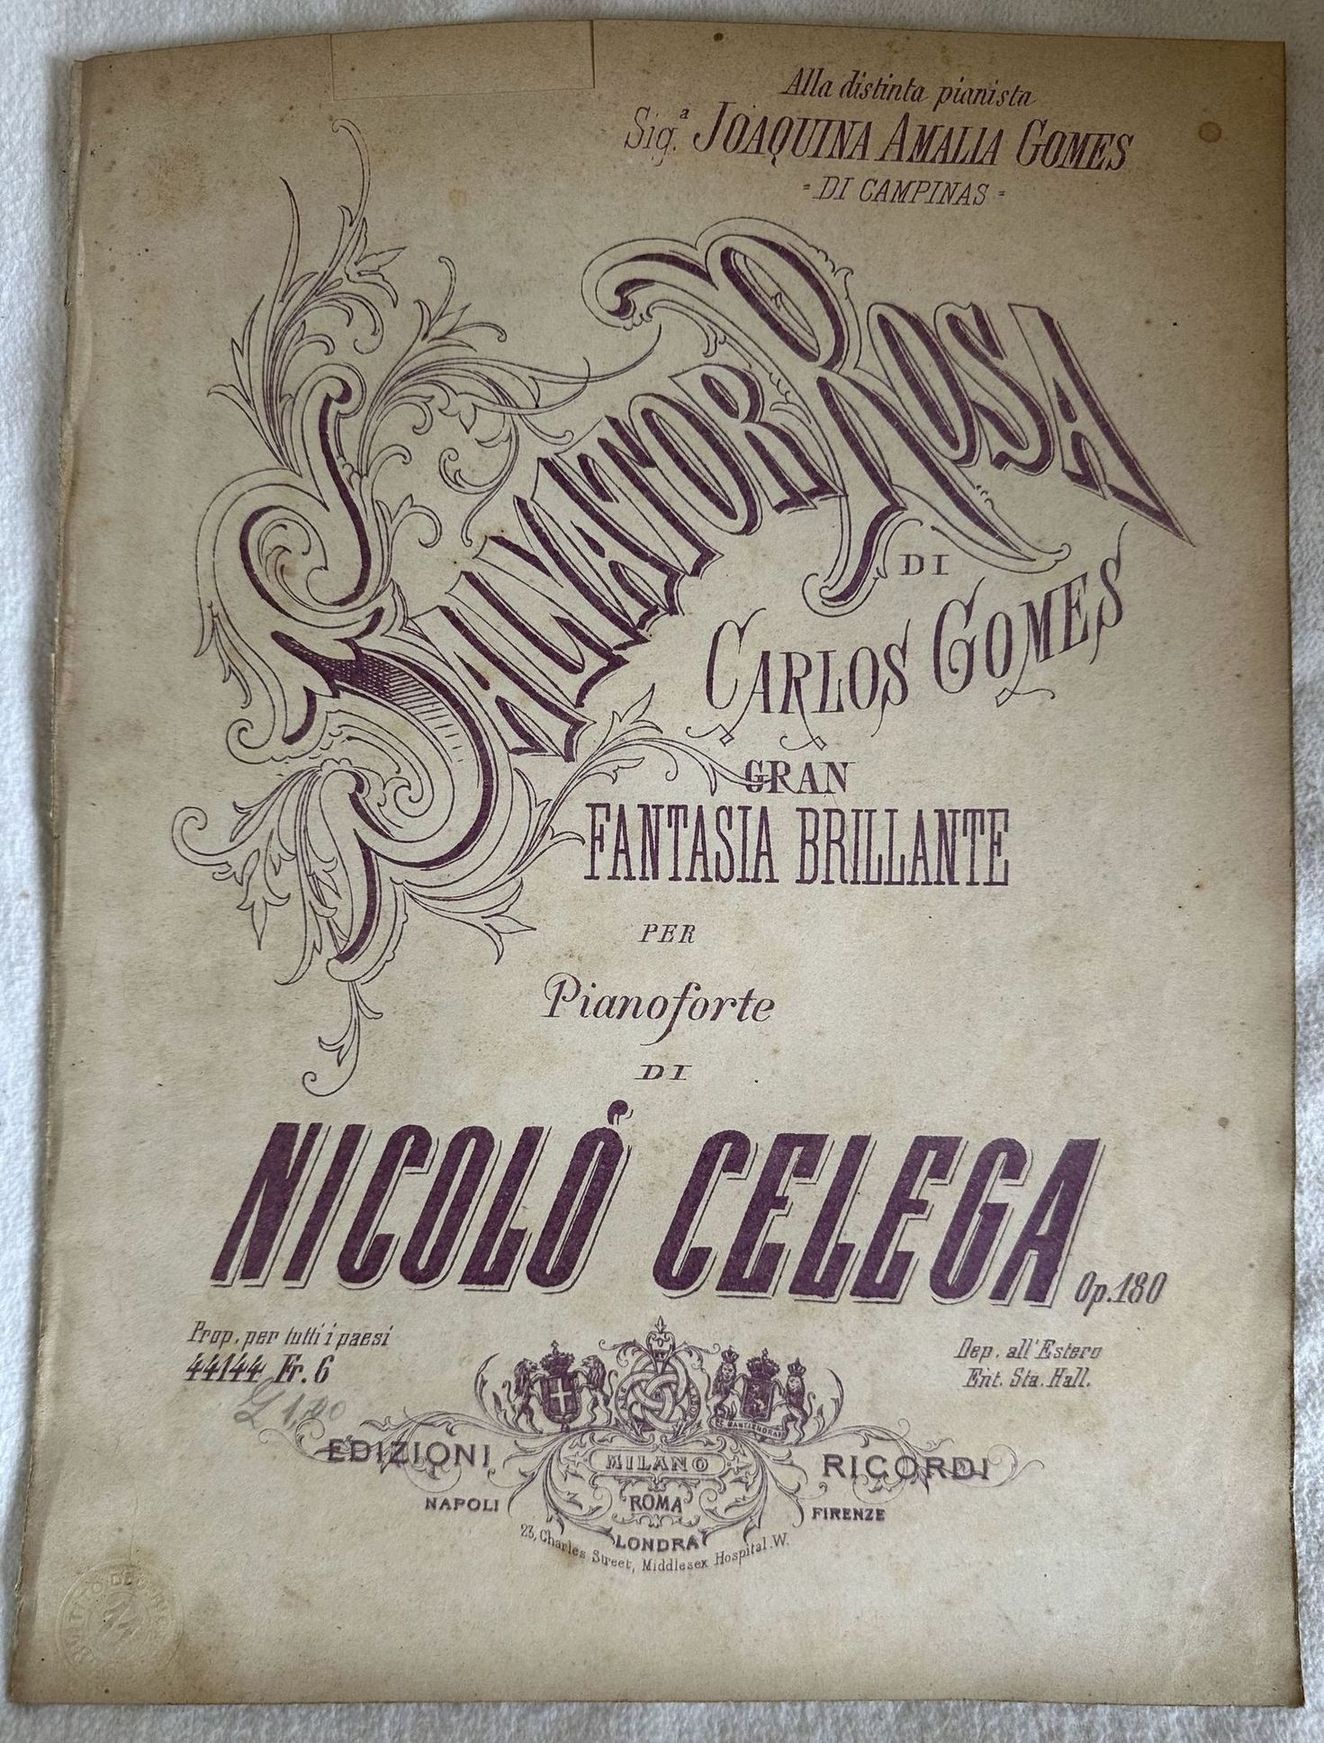 Alla distinta pianista
Sig.ª JOAQUINA AMALIA GOMES
= DI CAMPINAS =
SALVATOR ROSA
DI
CARLOS GOMES
GRAN
FANTASIA BRILLANTE
PER
Pianoforte
DI
NICOLÒ CELEGA Op.180
Prop. per tutti i paesi
44144 Fr. 6
Dep. all'Estero
Ent. Sta. Hall.
EDIZIONI RICORDI
MILANO
NAPOLI ROMA FIRENZE
LONDRA
23, Charles Street, Middlesex Hospital. W.